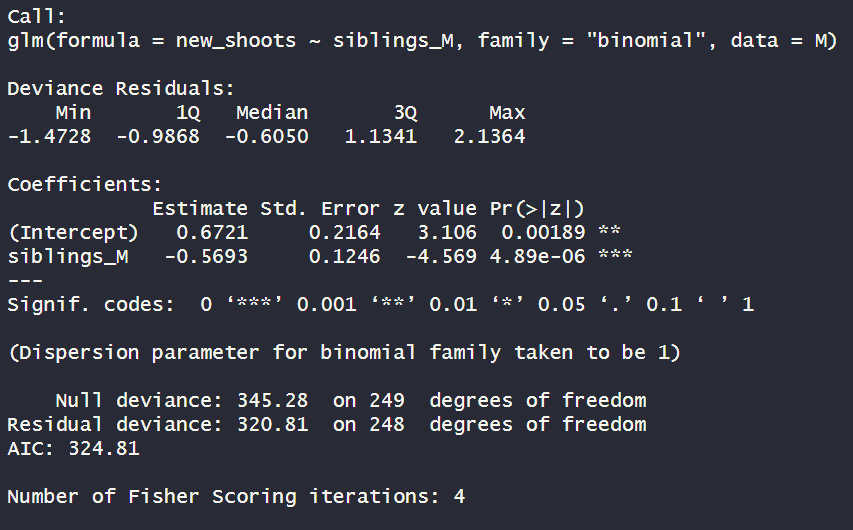 Call:
glm(formula = new_shoots ~ siblings_M, family = "binomial", data = M)
Deviance Residuals:
Min 1Q Median 3Q Max
-1.4728 -0.9868 -0.6050 1.1341 2.1364
Coefficients:
Estimate Std. Error z value Pr(>|z|)
(Intercept) 0.6721 0.2164 3.106 0.00189 **
siblings_M -0.5693 0.1246 -4.569 4.89e-06 ***
---
Signif. codes: 0 ‘***’ 0.001 ‘**’ 0.01 ‘*’ 0.05 ‘.’ 0.1 ‘ ’ 1
(Dispersion parameter for binomial family taken to be 1)
Null deviance: 345.28 on 249 degrees of freedom
Residual deviance: 320.81 on 248 degrees of freedom
AIC: 324.81
Number of Fisher Scoring iterations: 4